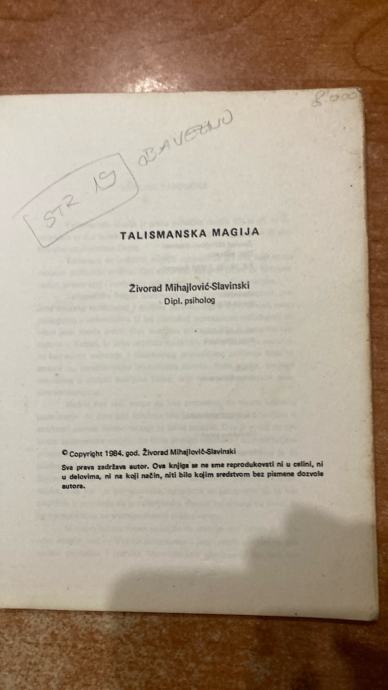 8 000
STR 19 OBAVEZNO
TALISMANSKA MAGIJA
Živorad Mihajlović-Slavinski
Dipl. psiholog
© Copyright 1984. god. Živorad Mihajlović-Slavinski
Sva prava zadržava autor. Ova knjiga se ne sme reprodukovati ni u celini, ni
u delovima, ni na koji način, niti bilo kojim sredstvom bez pismene dozvole
autora.